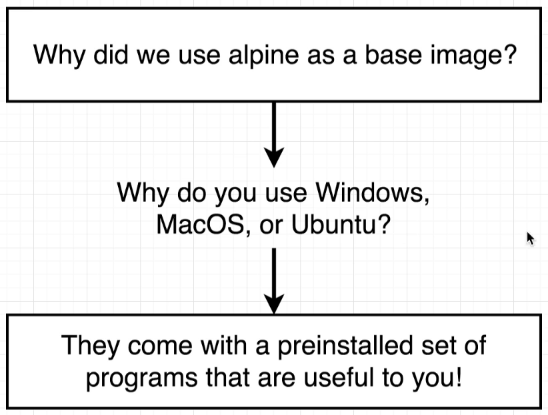 Why did we use alpine as a base image?
Why do you use Windows,
MacOS, or Ubuntu?
They come with a preinstalled set of
programs that are useful to you!